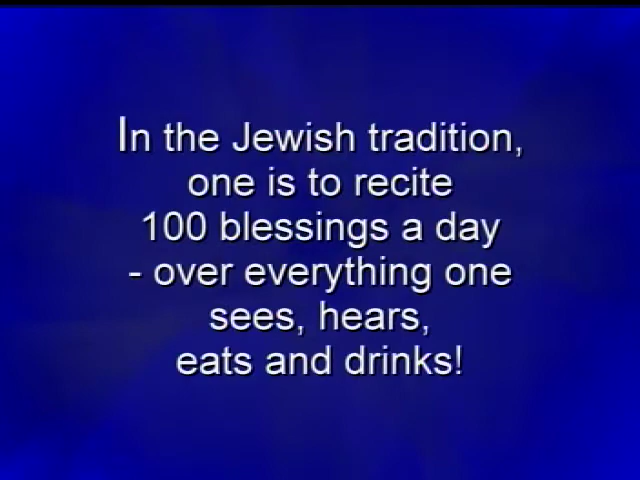 In the Jewish tradition,
one is to recite
100 blessings a day
- over everything one
sees, hears,
eats and drinks!